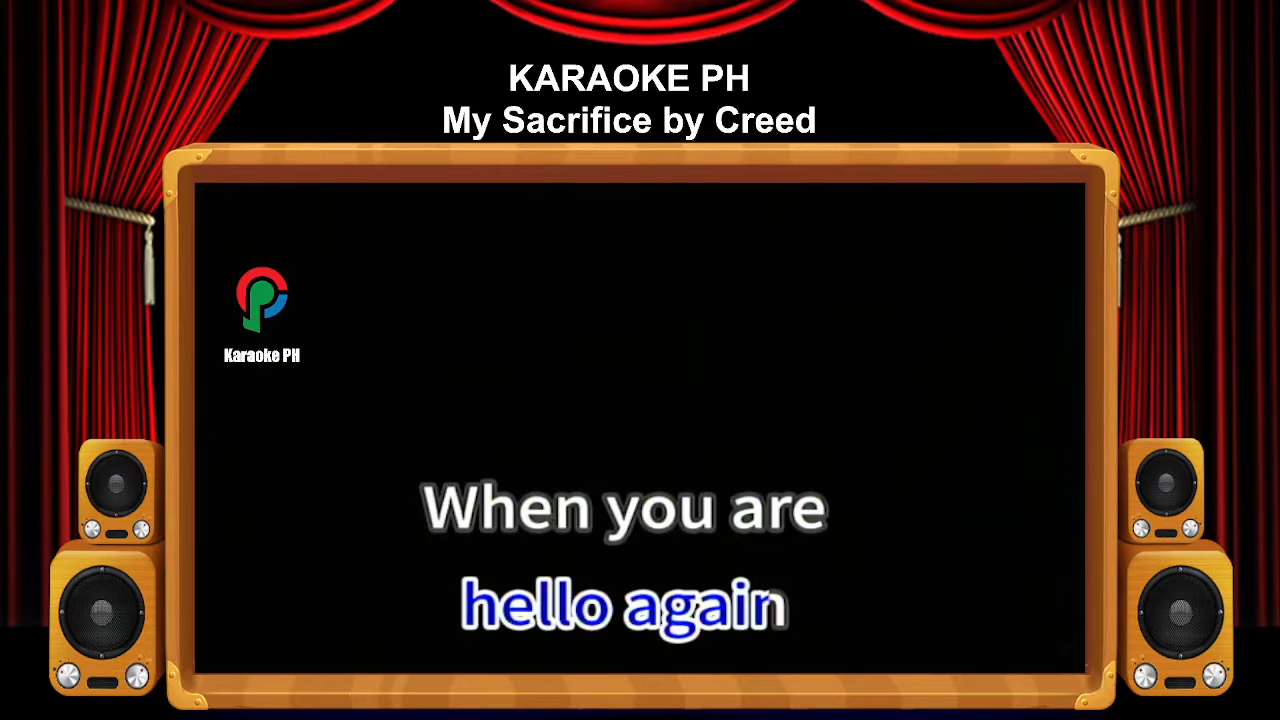 KARAOKE PH
My Sacrifice by Creed
Karaoke PH
When you are
hello again